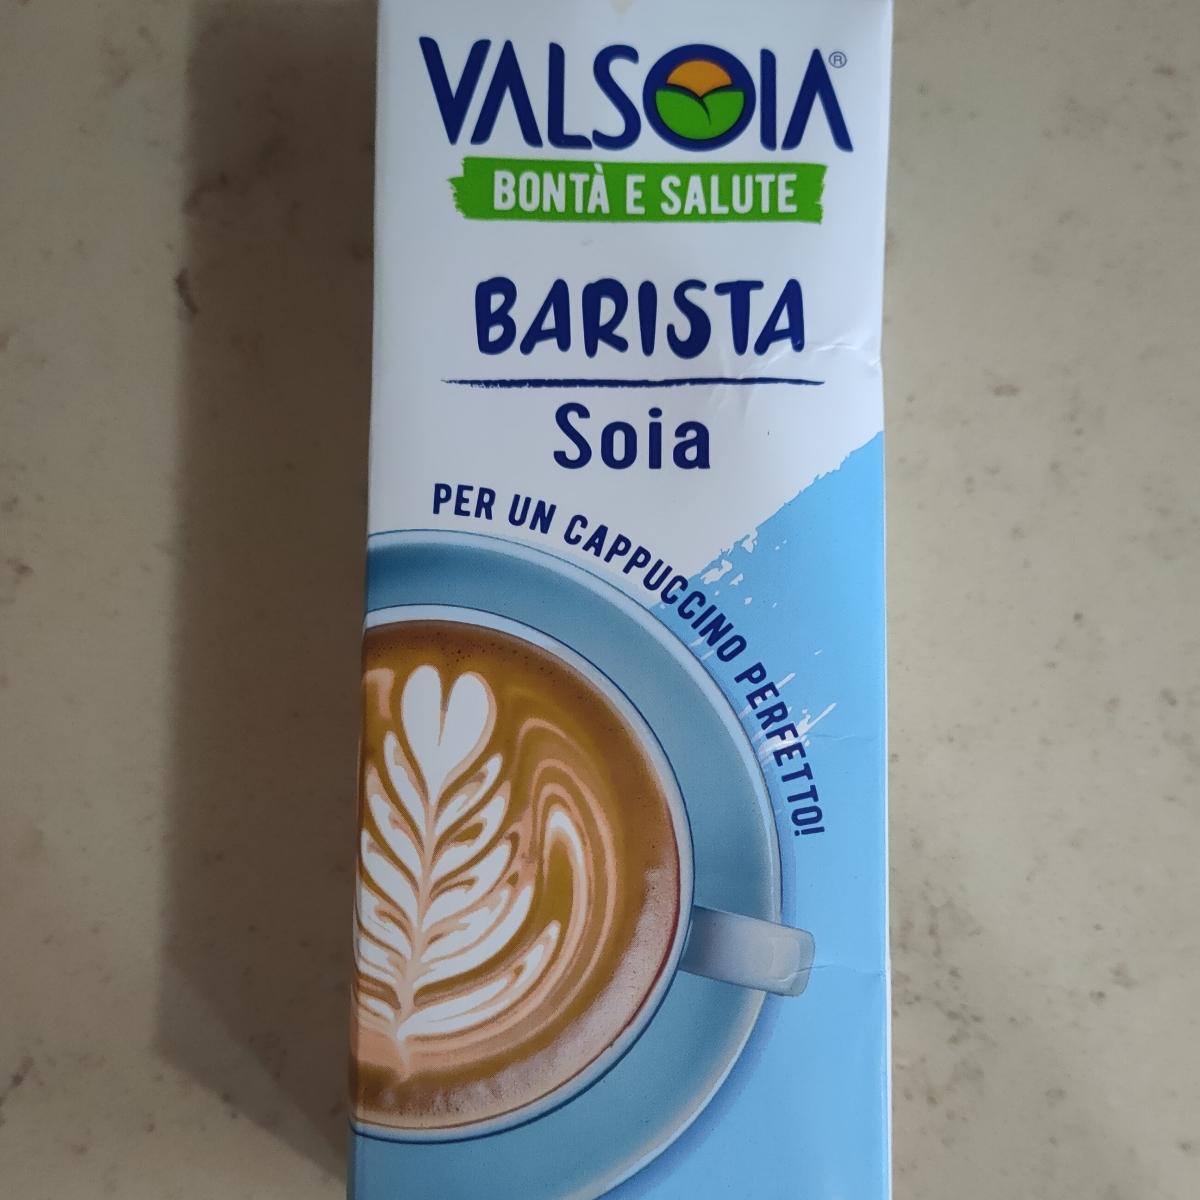 VALSOIA®
BONTÀ E SALUTE
BARISTA
Soia
PER UN CAPPUCCINO PERFETTO!